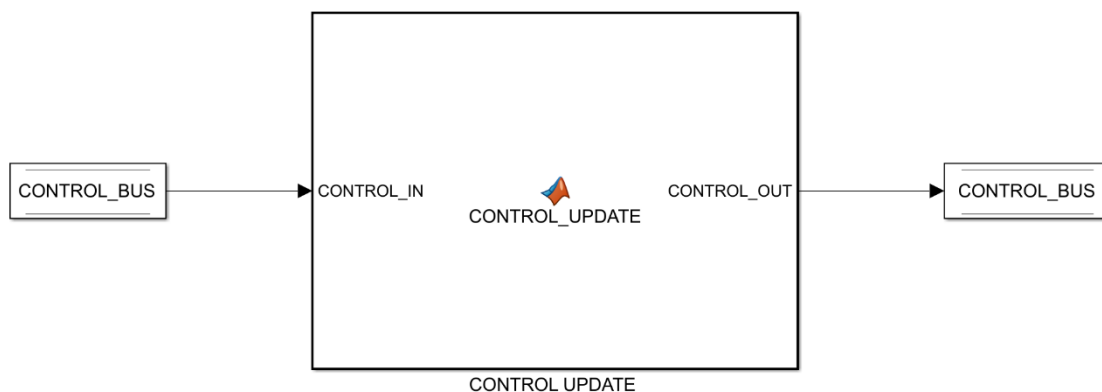 CONTROL_BUS
CONTROL_IN
CONTROL_UPDATE
CONTROL_OUT
CONTROL_BUS
CONTROL UPDATE